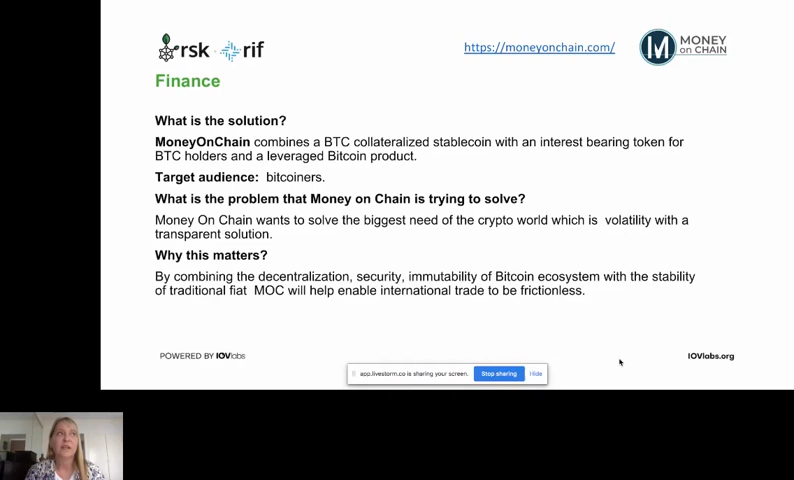 rsk rif
https://moneyonchain.com/
MONEY
on CHAIN
Finance
What is the solution?
MoneyOnChain combines a BTC collateralized stablecoin with an interest bearing token for
BTC holders and a leveraged Bitcoin product.
Target audience: bitcoiners.
What is the problem that Money on Chain is trying to solve?
Money On Chain wants to solve the biggest need of the crypto world which is volatility with a
transparent solution.
Why this matters?
By combining the decentralization, security, immutability of Bitcoin ecosystem with the stability
of traditional fiat MOC will help enable international trade to be frictionless.
POWERED BY IOVlabs
IOVlabs.org
app.livestorm.co is sharing your screen. Stop sharing Hide